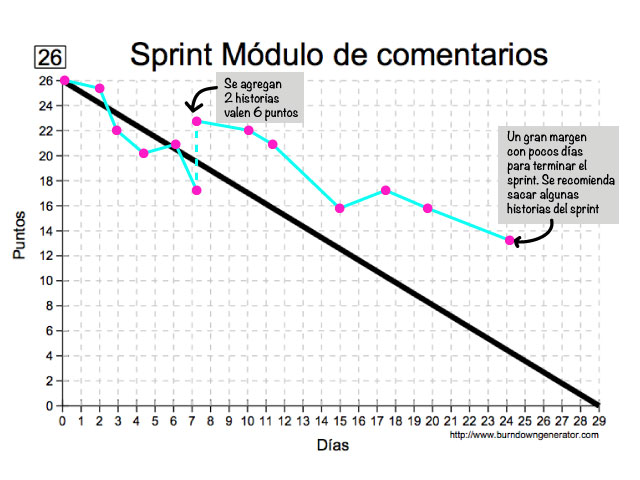 26
Sprint Módulo de comentarios
Se agregan
2 historias
valen 6 puntos
Un gran margen
con pocos días
para terminar el
sprint. Se recomienda
sacar algunas
historias del sprint
Puntos
26
24
22
20
18
16
14
12
10
8
6
4
2
0
0 1 2 3 4 5 6 7 8 9 10 11 12 13 14 15 16 17 18 19 20 21 22 23 24 25 26 27 28 29
Días
http://www.burndowngenerator.com